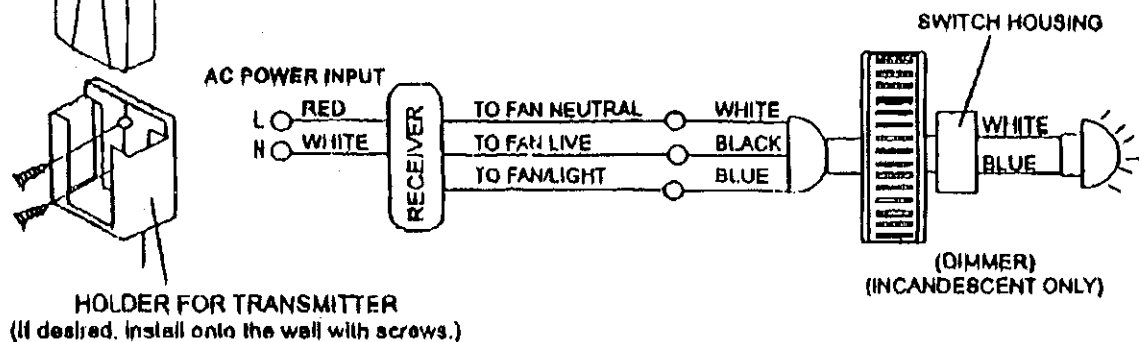 SWITCH HOUSING
AC POWER INPUT
L RED
N WHITE
RECEIVER
TO FAN NEUTRAL WHITE
TO FAN LIVE BLACK
TO FAN/LIGHT BLUE
WHITE
BLUE
(DIMMER)
(INCANDESCENT ONLY)
HOLDER FOR TRANSMITTER
(If desired, install onto the wall with screws.)